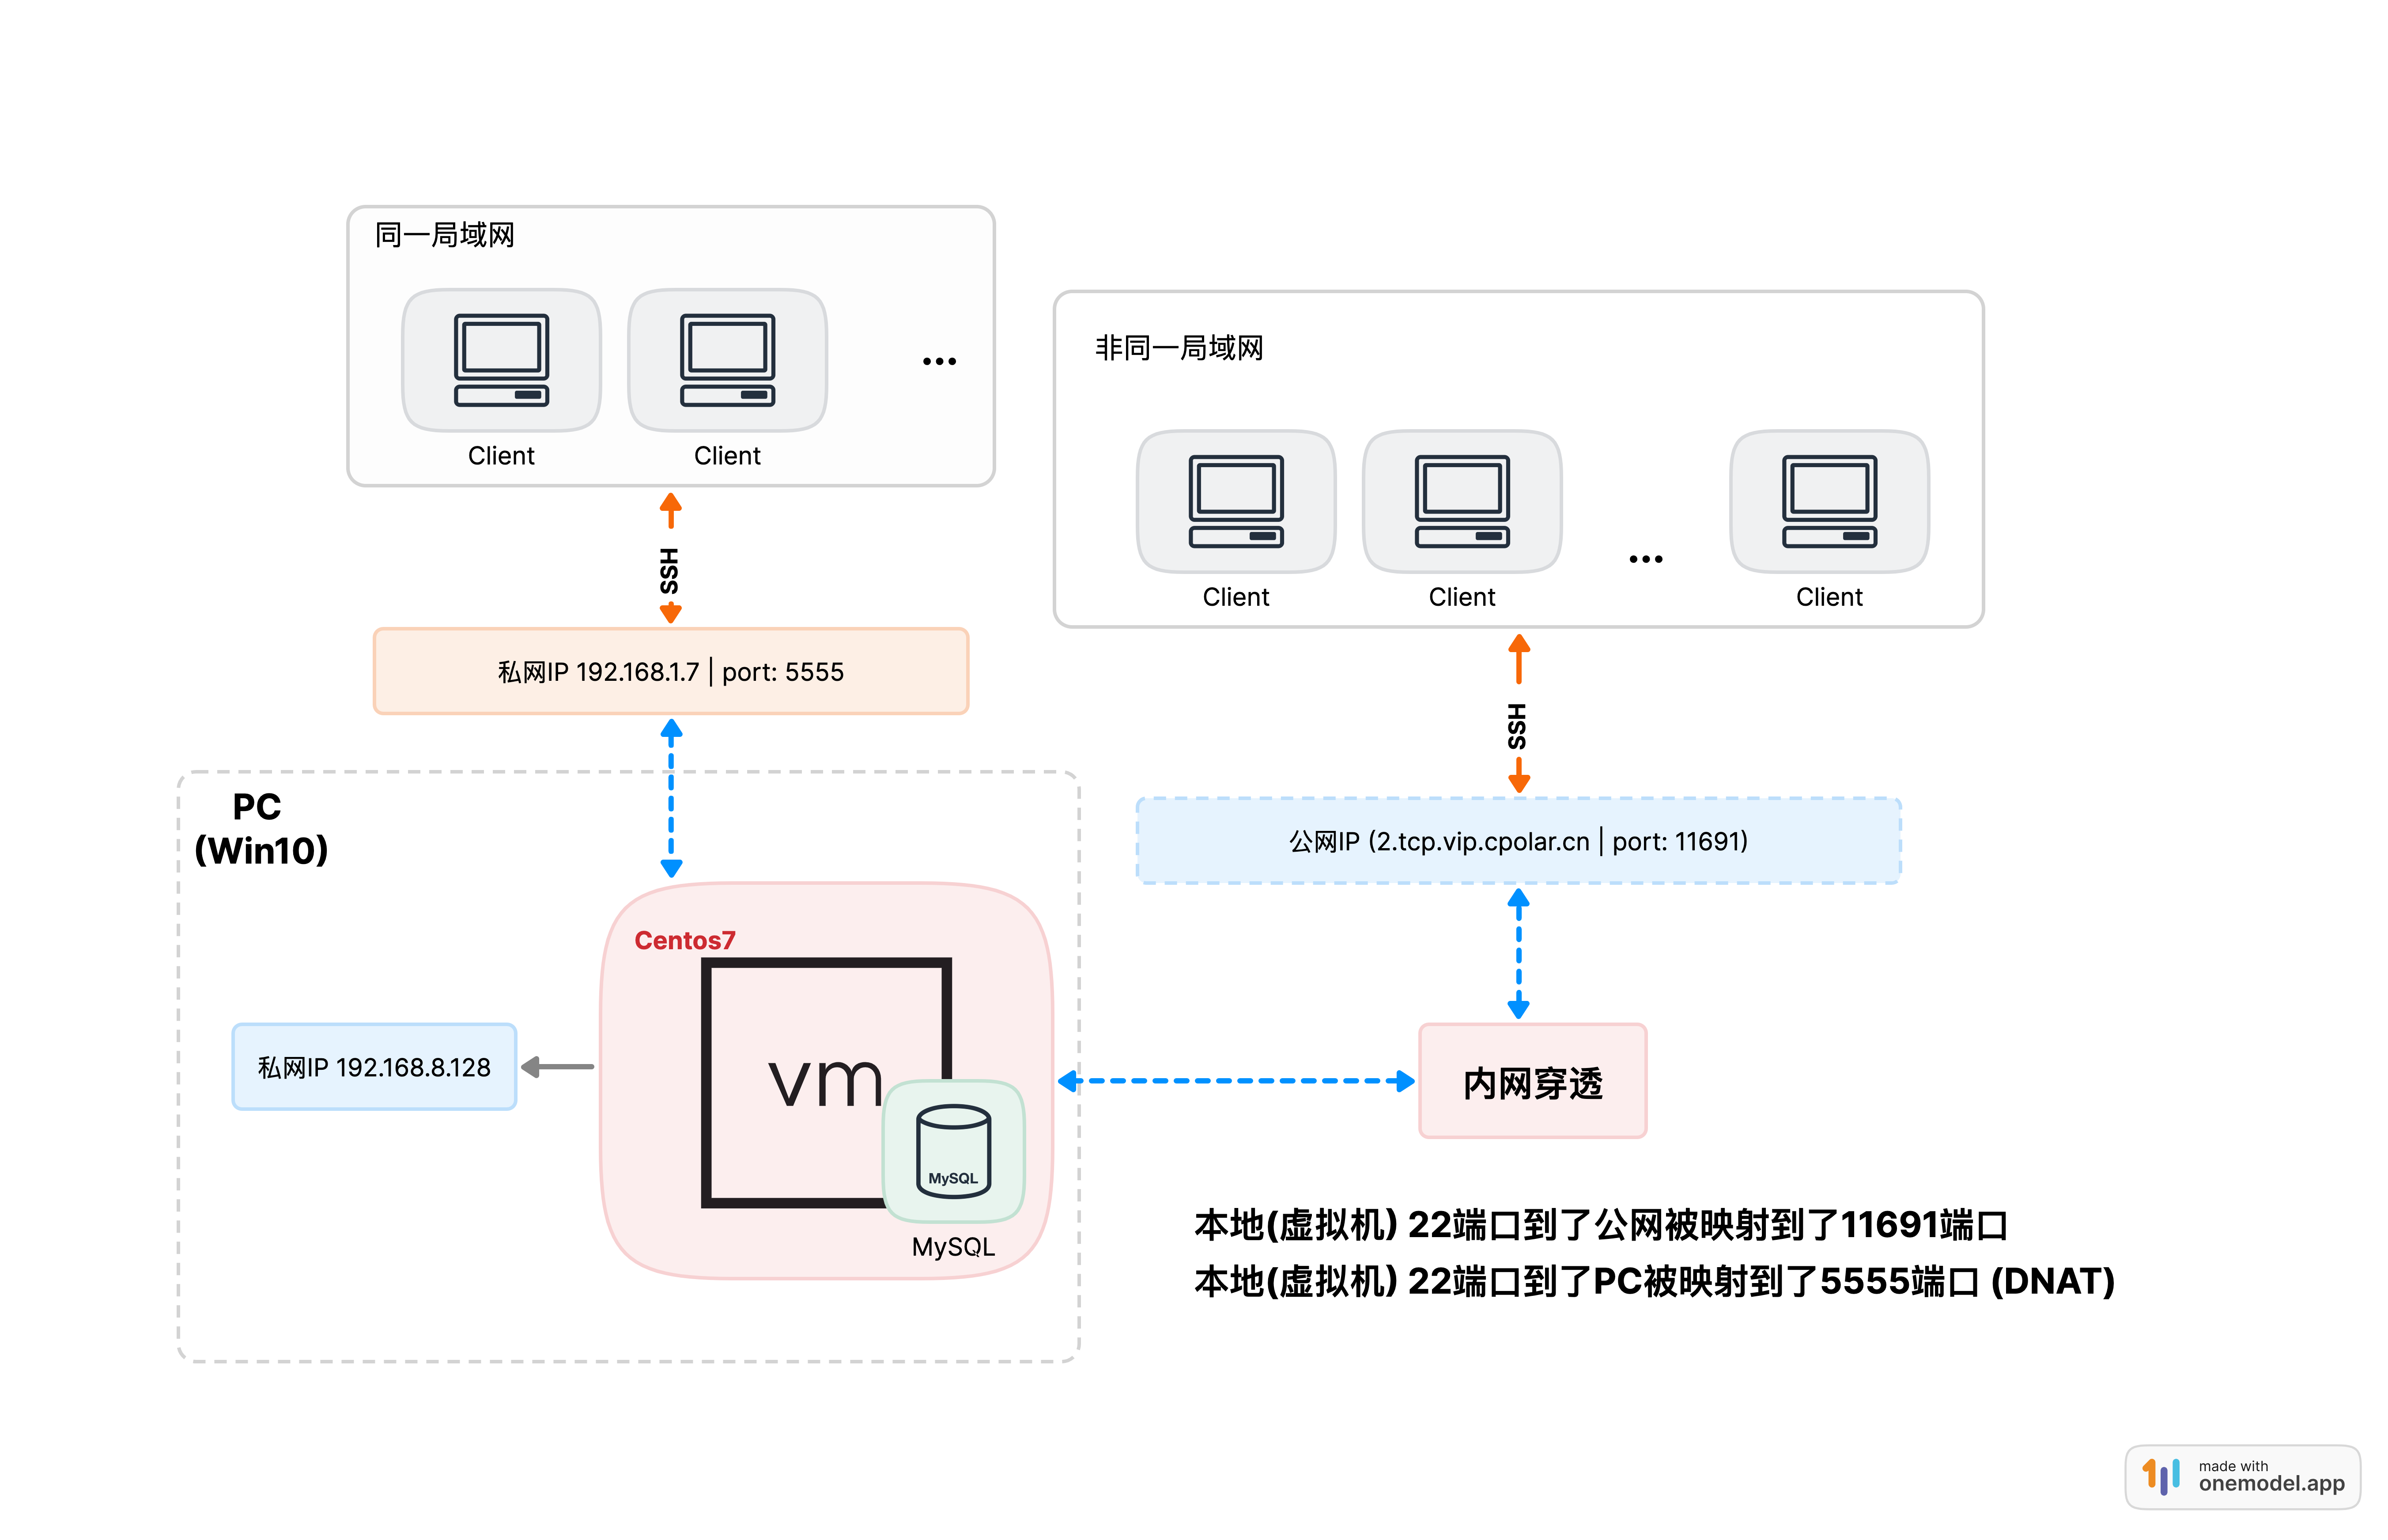 同一局域网
Client
Client
...
非同一局域网
Client
Client
...
Client
SSH
私网IP 192.168.1.7 | port: 5555
SSH
公网IP (2.tcp.vip.cpolar.cn | port: 11691)
PC
(Win10)
Centos7
vm
私网IP 192.168.8.128
MySQL
MySQL
内网穿透
本地(虚拟机) 22端口到了公网被映射到了11691端口
本地(虚拟机) 22端口到了PC被映射到了5555端口 (DNAT)
made with
onemodel.app